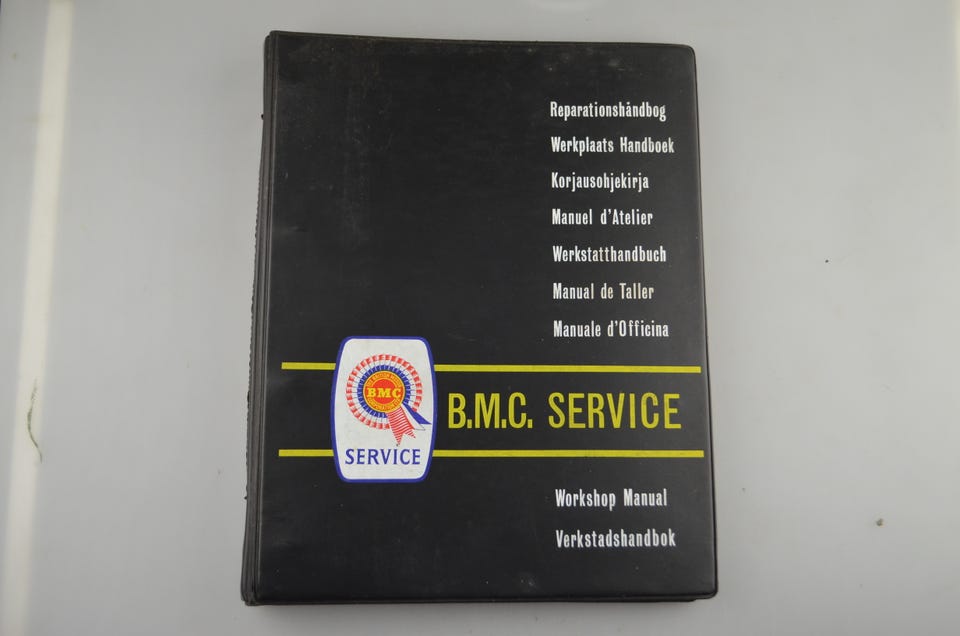 Reparationshåndbog
Werkplaats Handboek
Korjausohjekirja
Manuel d'Atelier
Werkstatthandbuch
Manual de Taller
Manuale d'Officina
BMC
SERVICE
B.M.C. SERVICE
Workshop Manual
Verkstadshandbok